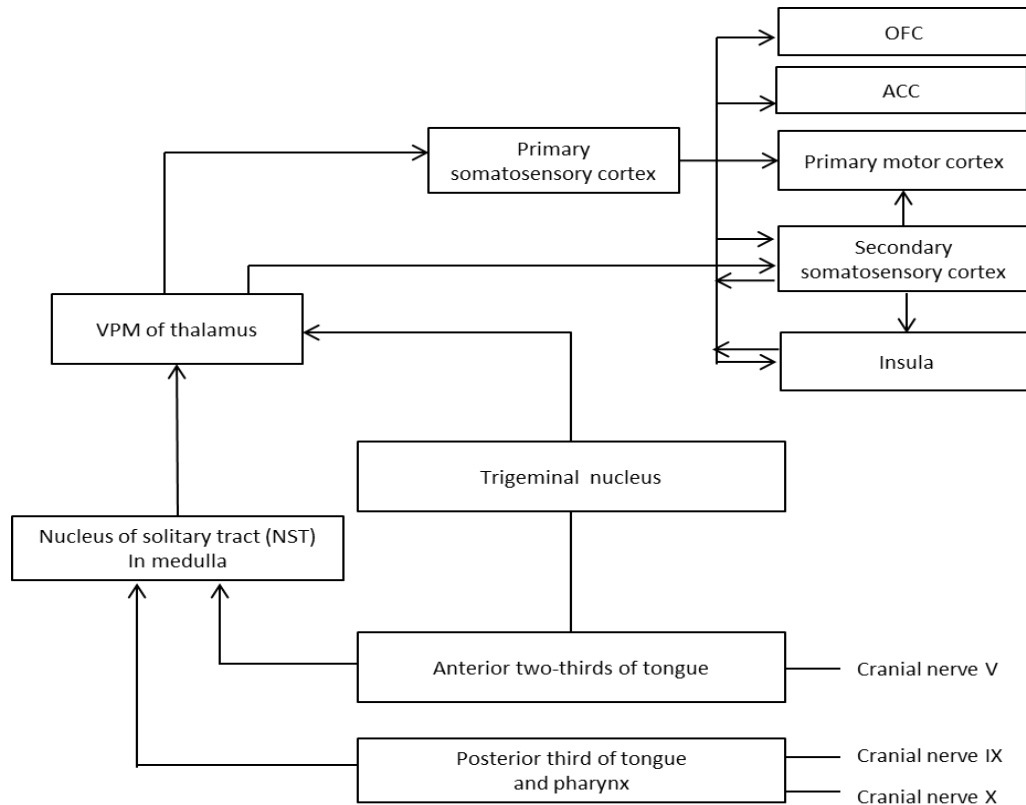 OFC
ACC
Primary
somatosensory cortex
Primary motor cortex
Secondary
somatosensory cortex
VPM of thalamus
Insula
Trigeminal nucleus
Nucleus of solitary tract (NST)
In medulla
Anterior two-thirds of tongue
Cranial nerve V
Posterior third of tongue
and pharynx
Cranial nerve IX
Cranial nerve X